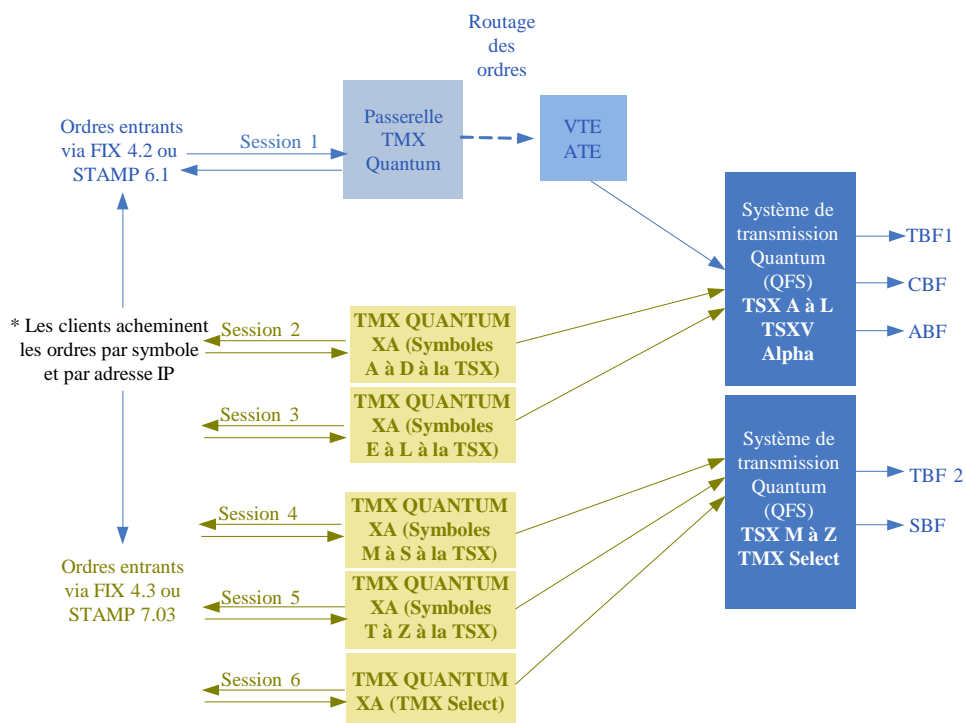 Routage
des
ordres
Ordres entrants
via FIX 4.2 ou
STAMP 6.1
Session 1
Passerelle
TMX
Quantum
VTE
ATE
Système de
transmission
Quantum
(QFS)
TSX A à L
TSXV
Alpha
TBF1
CBF
ABF
* Les clients acheminent
les ordres par symbole
et par adresse IP
Session 2
TMX QUANTUM
XA (Symboles
A à D à la TSX)
Session 3
TMX QUANTUM
XA (Symboles
E à L à la TSX)
Système de
transmission
Quantum
(QFS)
TSX M à Z
TMX Select
TBF 2
SBF
Session 4
TMX QUANTUM
XA (Symboles
M à S à la TSX)
Ordres entrants
via FIX 4.3 ou
STAMP 7.03
Session 5
TMX QUANTUM
XA (Symboles
T à Z à la TSX)
Session 6
TMX QUANTUM
XA (TMX Select)